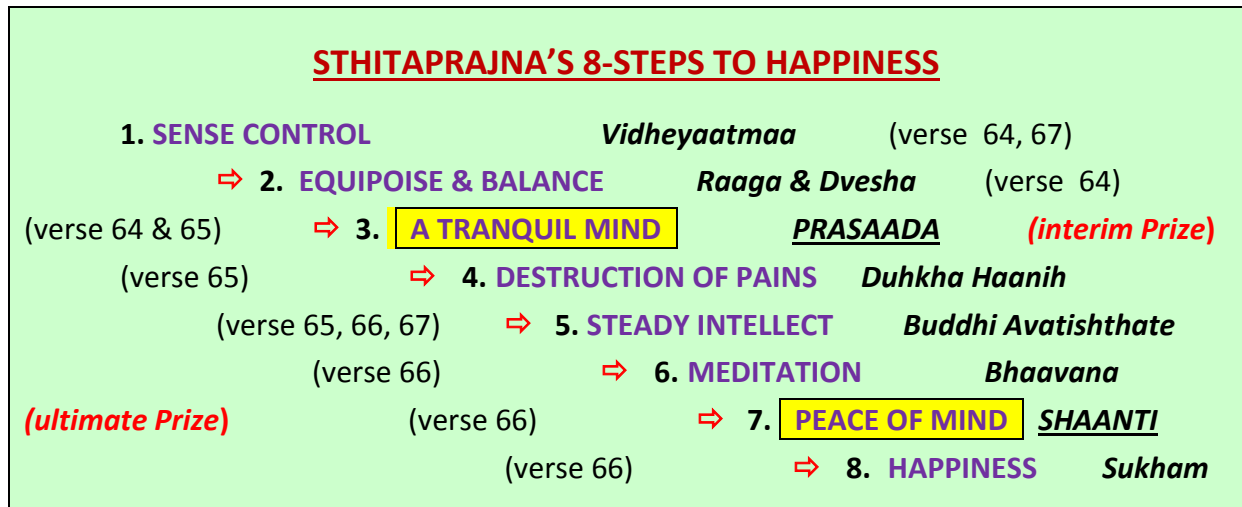 STHITAPRAJNA’S 8-STEPS TO HAPPINESS
1. SENSE CONTROL Vidheyaatmaa (verse 64, 67)
⇨ 2. EQUIPOISE & BALANCE Raaga & Dvesha (verse 64)
(verse 64 & 65) ⇨ 3. A TRANQUIL MIND PRASAADA (interim Prize)
(verse 65) ⇨ 4. DESTRUCTION OF PAINS Duhkha Haanih
(verse 65, 66, 67) ⇨ 5. STEADY INTELLECT Buddhi Avatishthate
(verse 66) ⇨ 6. MEDITATION Bhaavana
(ultimate Prize) (verse 66) ⇨ 7. PEACE OF MIND SHAANTI
(verse 66) ⇨ 8. HAPPINESS Sukham